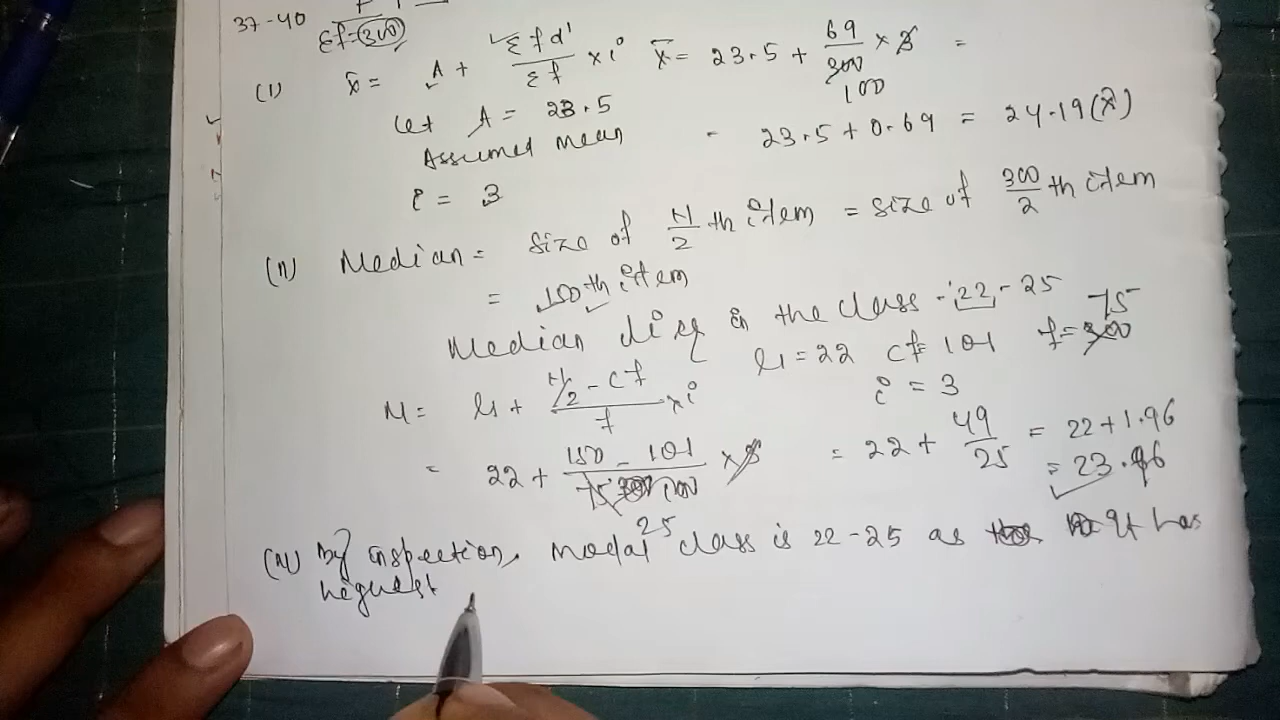 37-40
Σf=300
(i) x̄ = A + Σfd'/Σf × i x̄ = 23.5 + 69/300 × 3 =
100
Let A = 23.5
Assumed mean = 23.5 + 0.69 = 24.19 (x̄)
i = 3
(ii) Median = size of N/2 th item = size of 300/2 th item
= 150th item
Median lies in the class - 22-25
l1 = 22 cf = 101 f = 75
i = 3
M = l1 + N/2 - cf / f × i
= 22 + 150 - 101 / 75 × 3 = 22 + 49/25 = 22 + 1.96
25
= 23.96
By inspection, modal class is 22-25 as it has
higuest